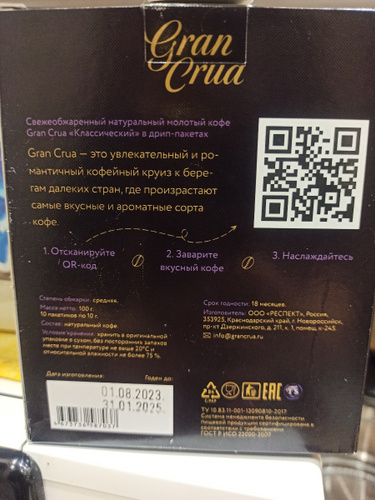 Gran
Crua
Свежеобжаренный натуральный молотый кофе
Gran Crua «Классический» в дрип-пакетах
Gran Crua — это увлекательный и ро-
мантичный кофейный круиз к бере-
гам далеких стран, где произрастают
самые вкусные и ароматные сорта
кофе.
1. Отсканируйте
QR-код
2. Заварите
вкусный кофе
3. Наслаждайтесь
Степень обжарки: средняя.
Масса нетто: 100 г.
10 пакетиков по 10 г.
Состав: натуральный кофе.
Условия хранения: хранить в оригинальной
упаковке в сухом, без посторонних запахов
месте при температуре не выше 20°С и
относительной влажности не более 75 %.
Срок годности: 18 месяцев.
Изготовитель: ООО «РЕСПЕКТ», Россия,
353925, Краснодарский край, г. Новороссийск,
пр-кт Дзержинского, д. 211, к. 1, помещ. к-245.
info@grancrua.ru
Дата изготовления:
Годен до:
01.08.2023.
31.01.2025.
EAC
ТУ 10.83.11-001-13090810-2017
Система менеджмента безопасности
пищевой продукции сертифицирована в
соответствии с требованиями
ГОСТ Р ИСО 22000-2007